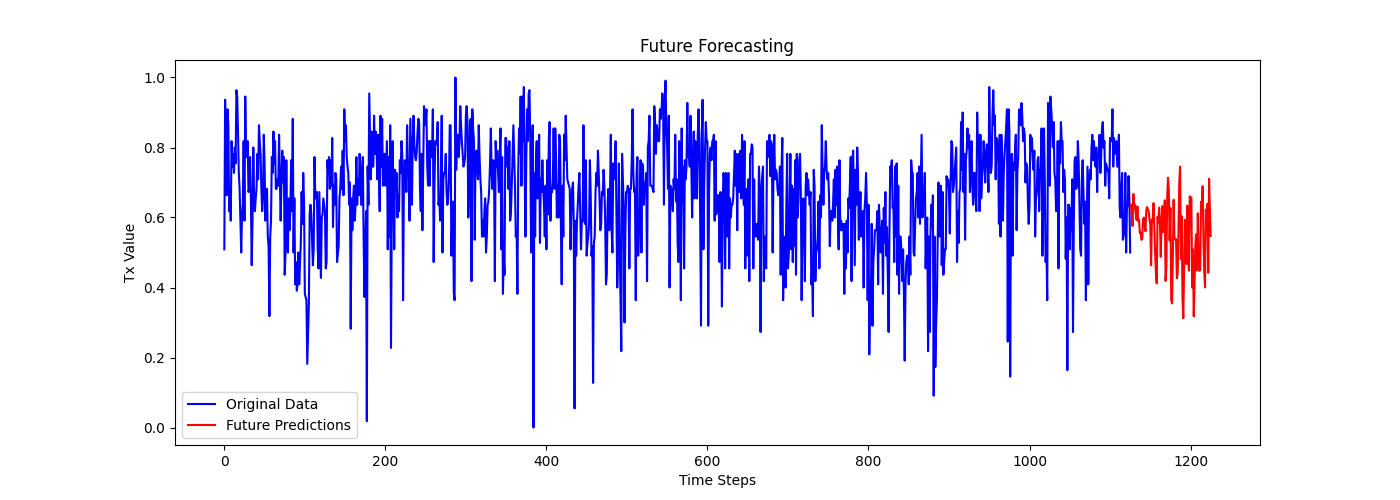 Future Forecasting
1.0
0.8
0.6
0.4
0.2
0.0
Tx Value
Original Data
Future Predictions
0 200 400 600 800 1000 1200
Time Steps